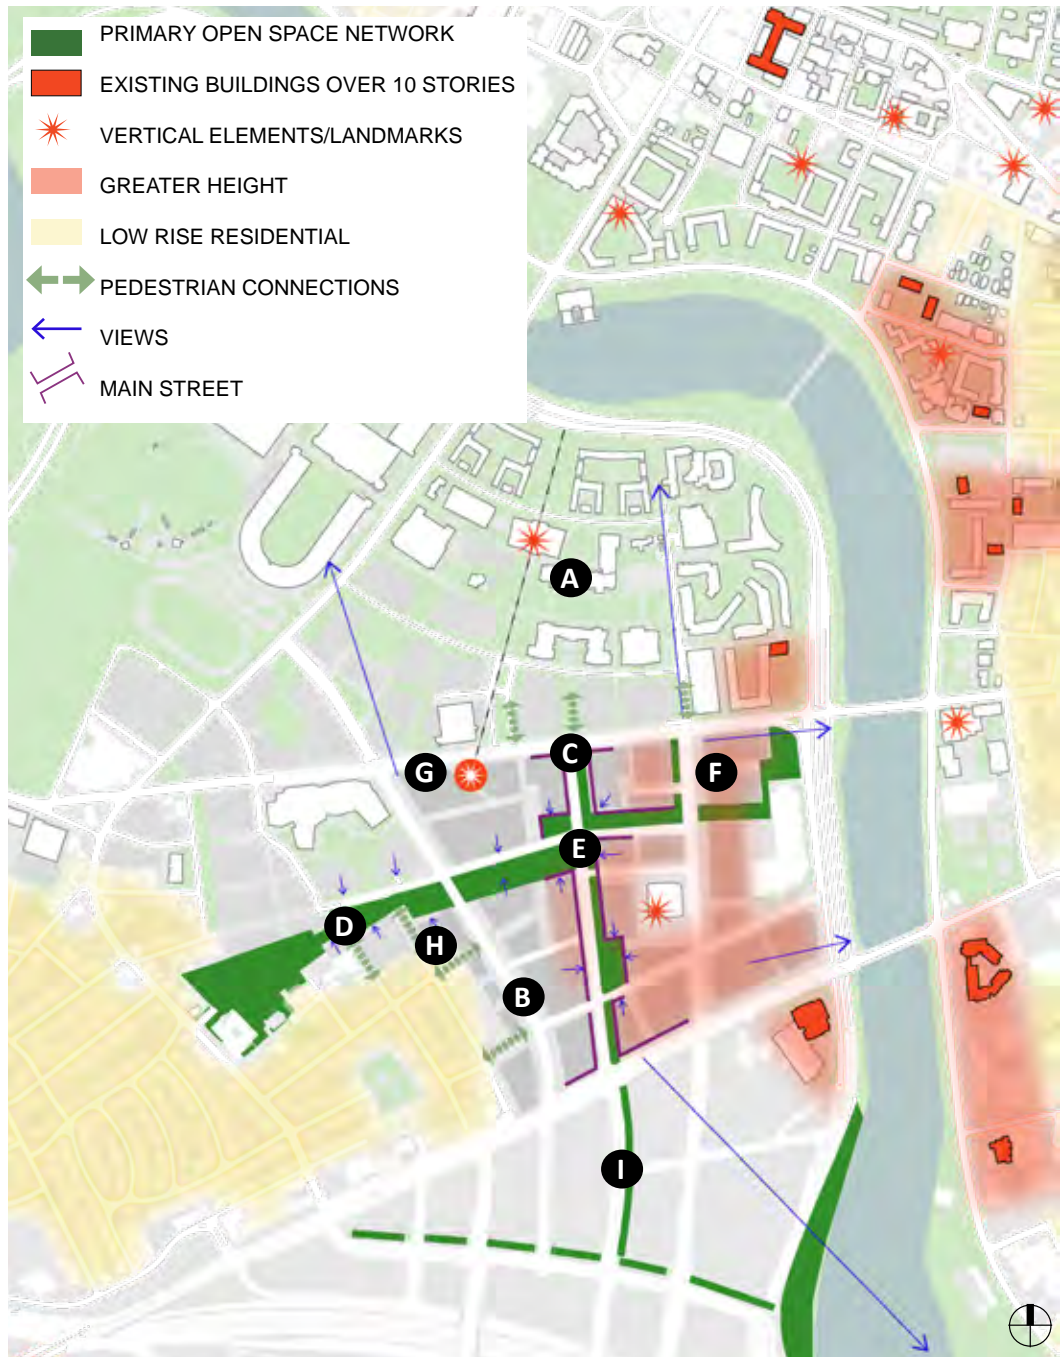 PRIMARY OPEN SPACE NETWORK
EXISTING BUILDINGS OVER 10 STORIES
VERTICAL ELEMENTS/LANDMARKS
GREATER HEIGHT
LOW RISE RESIDENTIAL
PEDESTRIAN CONNECTIONS
VIEWS
MAIN STREET
A
C
G
F
E
D
H
B
I